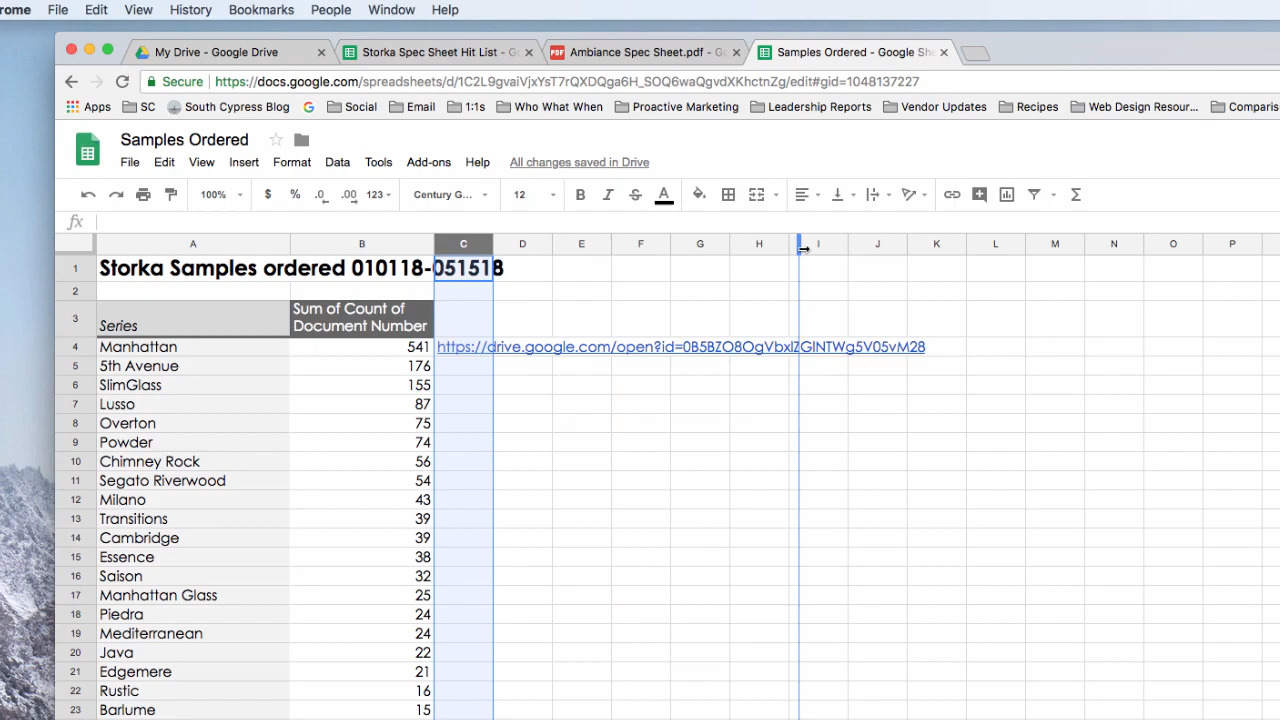 rome File Edit View History Bookmarks People Window Help
My Drive - Google Drive Storka Spec Sheet Hit List - Ambiance Spec Sheet.pdf - Samples Ordered - Google
Secure https://docs.google.com/spreadsheets/d/1C2L9gvaiVjxYsT7rQXDQga6H_SOQ6waQgvdXKhctnZg/edit#gid=1048137227
Apps SC South Cypress Blog Social Email 1:1s Who What When Proactive Marketing Leadership Reports Vendor Updates Recipes Web Design Resour... Comparis
Samples Ordered
File Edit View Insert Format Data Tools Add-ons Help All changes saved in Drive
100% $ % .0 .00 123 Century G... 12 B I S A
fx
A B C D E F G H I J K L M N O P
1 Storka Samples ordered 010118-051518
2
3 Series Sum of Count of
Document Number
4 Manhattan 541 https://drive.google.com/open?id=0B5BZO8OgVbxlZGlNTWg5V05vM28
5 5th Avenue 176
6 SlimGlass 155
7 Lusso 87
8 Overton 75
9 Powder 74
10 Chimney Rock 56
11 Segato Riverwood 54
12 Milano 43
13 Transitions 39
14 Cambridge 39
15 Essence 38
16 Saison 32
17 Manhattan Glass 25
18 Piedra 24
19 Mediterranean 24
20 Java 22
21 Edgemere 21
22 Rustic 16
23 Barlume 15